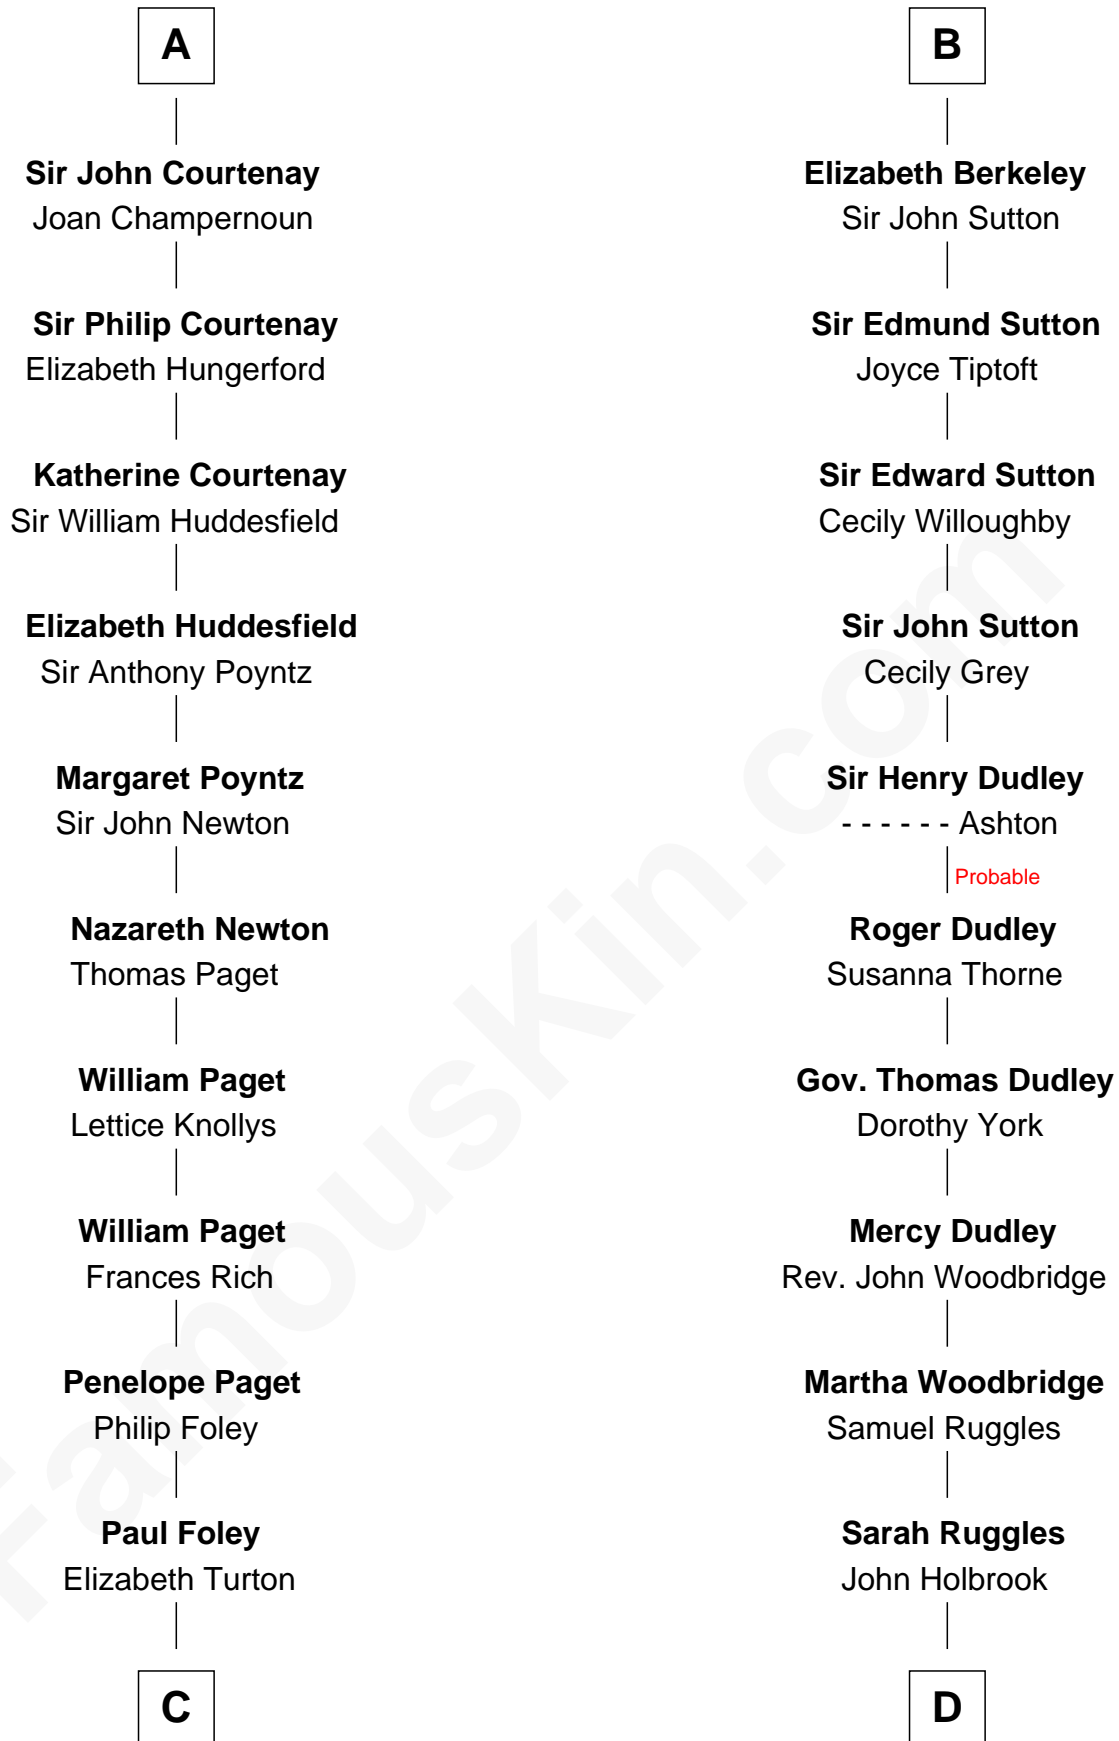 A
Sir John Courtenay
Joan Champernoun
Sir Philip Courtenay
Elizabeth Hungerford
Katherine Courtenay
Sir William Huddesfield
Elizabeth Huddesfield
Sir Anthony Poyntz
Margaret Poyntz
Sir John Newton
Nazareth Newton
Thomas Paget
William Paget
Lettice Knollys
William Paget
Frances Rich
Penelope Paget
Philip Foley
Paul Foley
Elizabeth Turton
C
B
Elizabeth Berkeley
Sir John Sutton
Sir Edmund Sutton
Joyce Tiptoft
Sir Edward Sutton
Cecily Willoughby
Sir John Sutton
Cecily Grey
Sir Henry Dudley
- - - - - - Ashton
Probable
Roger Dudley
Susanna Thorne
Gov. Thomas Dudley
Dorothy York
Mercy Dudley
Rev. John Woodbridge
Martha Woodbridge
Samuel Ruggles
Sarah Ruggles
John Holbrook
D
FamousKin.com